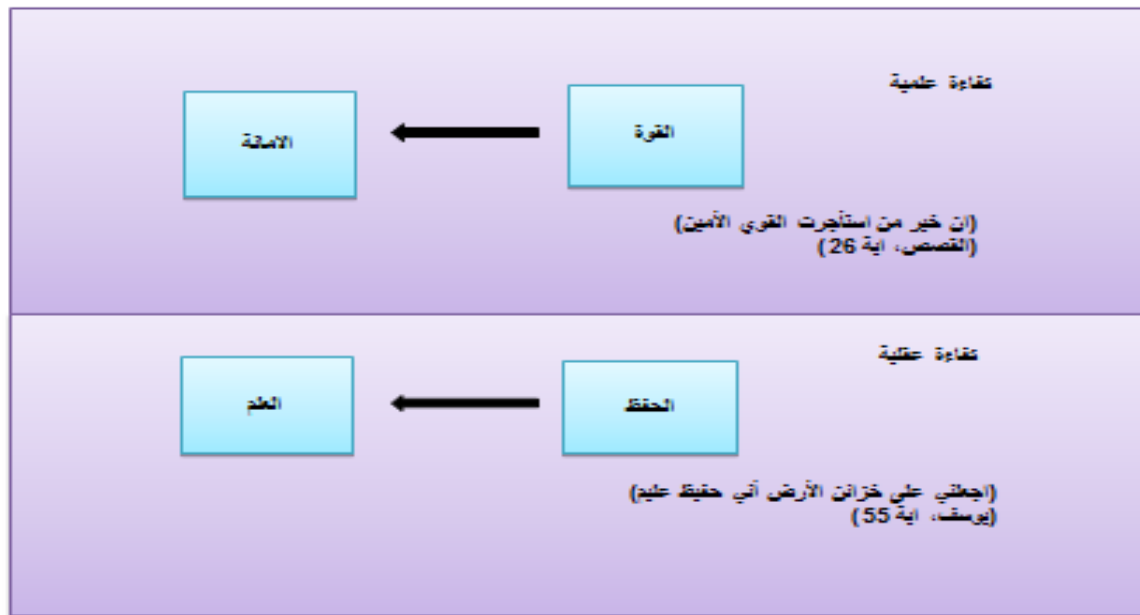 كفاءة علمية
القوة
الامانة
(ان خير من استأجرت القوي الأمين)
(القصص، اية 26)
كفاءة عقلية
الحفظ
العلم
(اجعلني على خزائن الأرض أني حفيظ عليم)
(يوسف، اية 55)